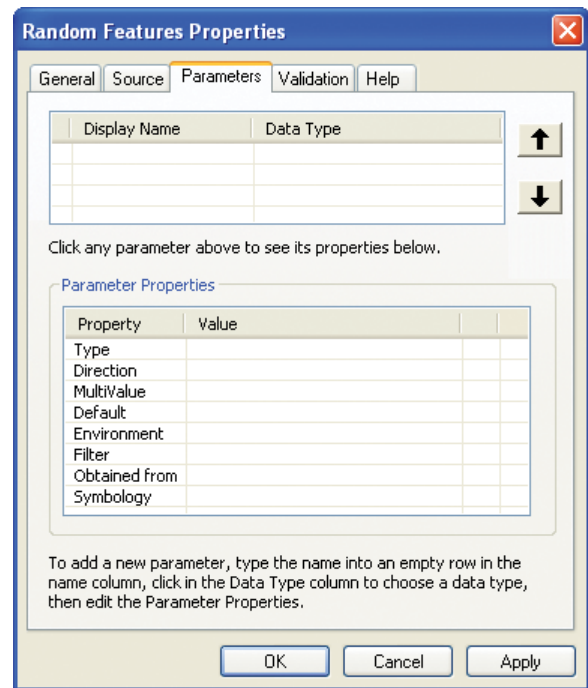 Random Features Properties
General Source Parameters Validation Help
Display Name Data Type
Click any parameter above to see its properties below.
Parameter Properties
Property Value
Type
Direction
MultiValue
Default
Environment
Filter
Obtained from
Symbology
To add a new parameter, type the name into an empty row in the
name column, click in the Data Type column to choose a data type,
then edit the Parameter Properties.
OK Cancel Apply